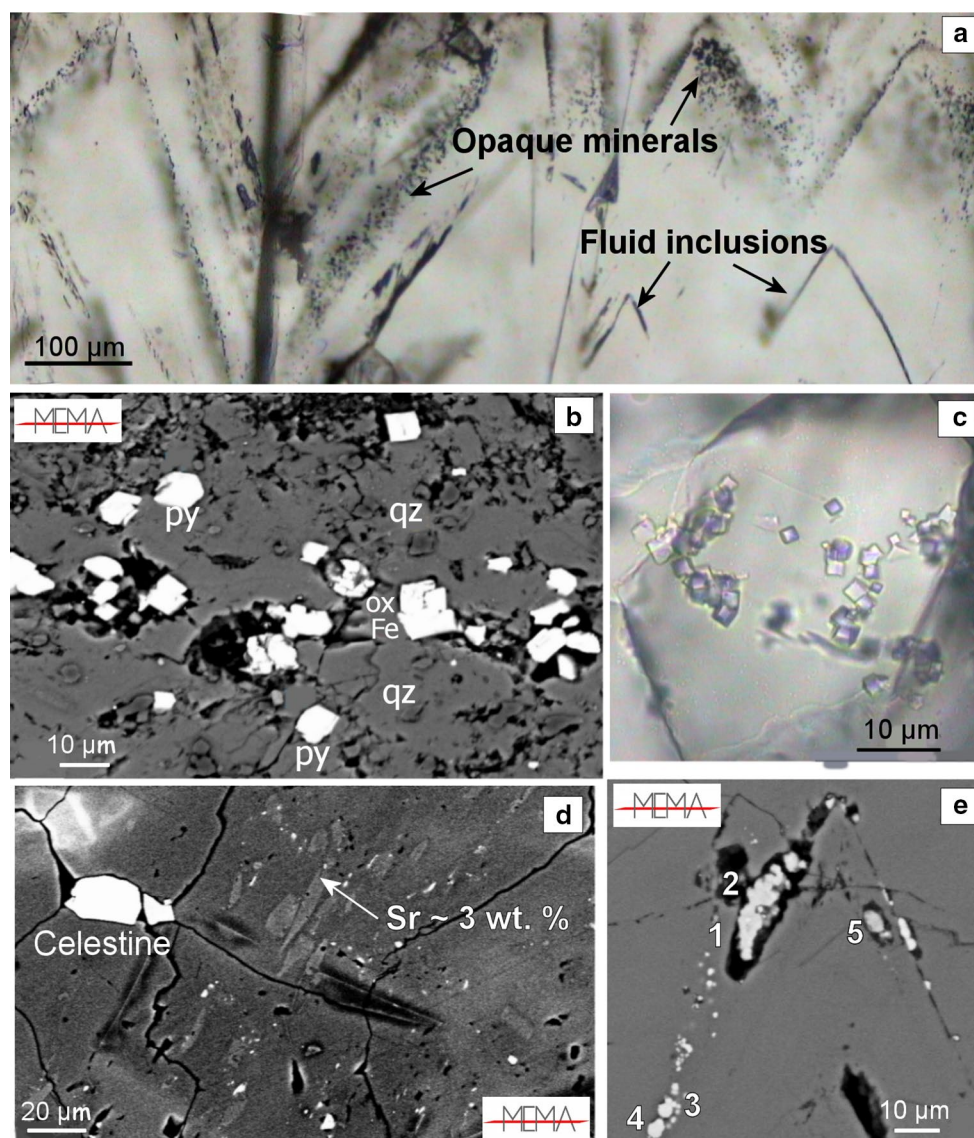 a
Opaque minerals
Fluid inclusions
100 µm
MEMA
b
c
py
qz
ox
Fe
qz
py
10 µm
10 µm
d
MEMA
e
Sr ~ 3 wt. %
Celestine
2
1
5
3
4
20 µm
MEMA
10 µm